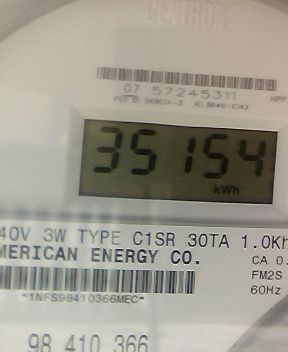 CENTRON
07 57245311
35154
kWh
40V 3W TYPE C1SR 30TA 1.0Kh
MERICAN ENERGY CO.
CA 0.
FM2S
60Hz
*1NFS98410366MEC*
98 410 366